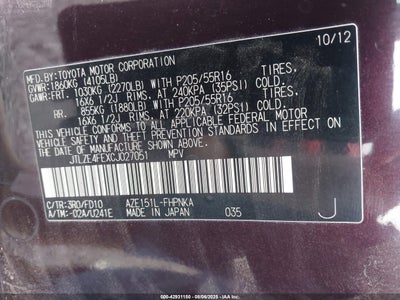 MFD.BY:TOYOTA MOTOR CORPORATION 10/12
GVWR:1860KG (4105LB)
GAWR:FRT. 1030KG (2270LB), WITH P205/55R16 TIRES,
16X6 1/2J RIMS, AT 240KPA (35PSI) COLD
RR. 855KG (1880LB), WITH P205/55R16 TIRES,
16X6 1/2J RIMS, AT 220KPA (32PSI) COLD
THIS VEHICLE CONFORMS TO ALL APPLICABLE FEDERAL MOTOR
VEHICLE SAFETY AND THEFT PREVENTION STANDARDS IN EFFECT
ON THE DATE OF MANUFACTURE SHOWN ABOVE.
JTLZE4FEXCJ027051 MPV
C/TR:3R0/FD10 AZE151L-FHPNKA
A/TM:-02A/U241E MADE IN JAPAN 035 J